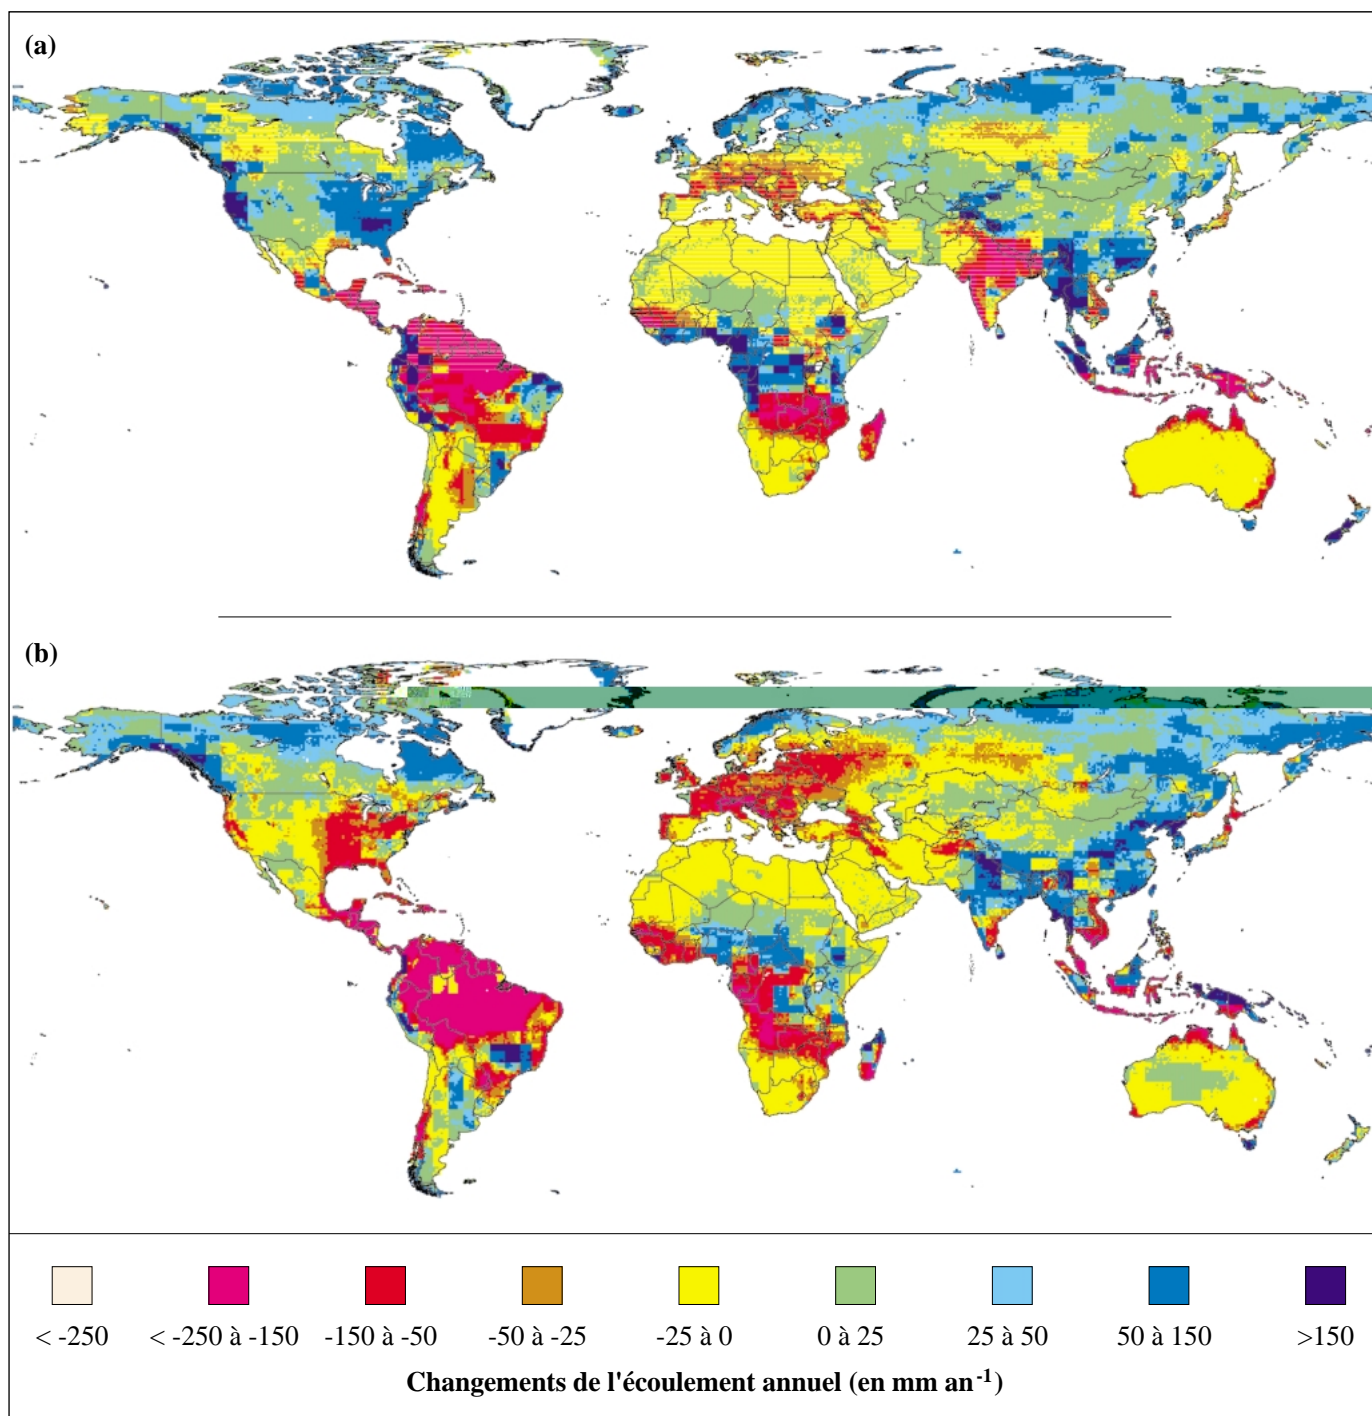 (a)
(b)
< -250
< -250 à -150
-150 à -50
-50 à -25
-25 à 0
0 à 25
25 à 50
50 à 150
>150
Changements de l'écoulement annuel (en mm an-1)